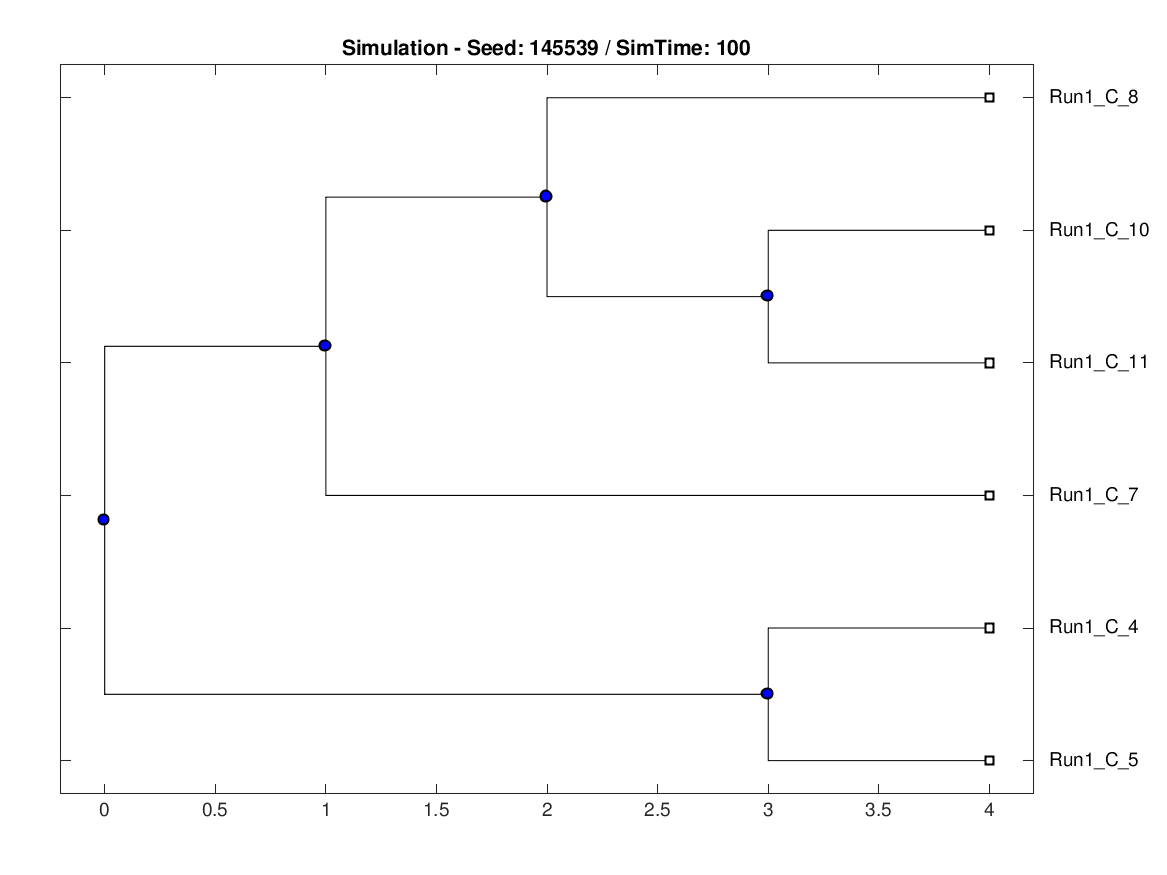 Simulation - Seed: 145539 / SimTime: 100
Run1_C_8
Run1_C_10
Run1_C_11
Run1_C_7
Run1_C_4
Run1_C_5
0 0.5 1 1.5 2 2.5 3 3.5 4